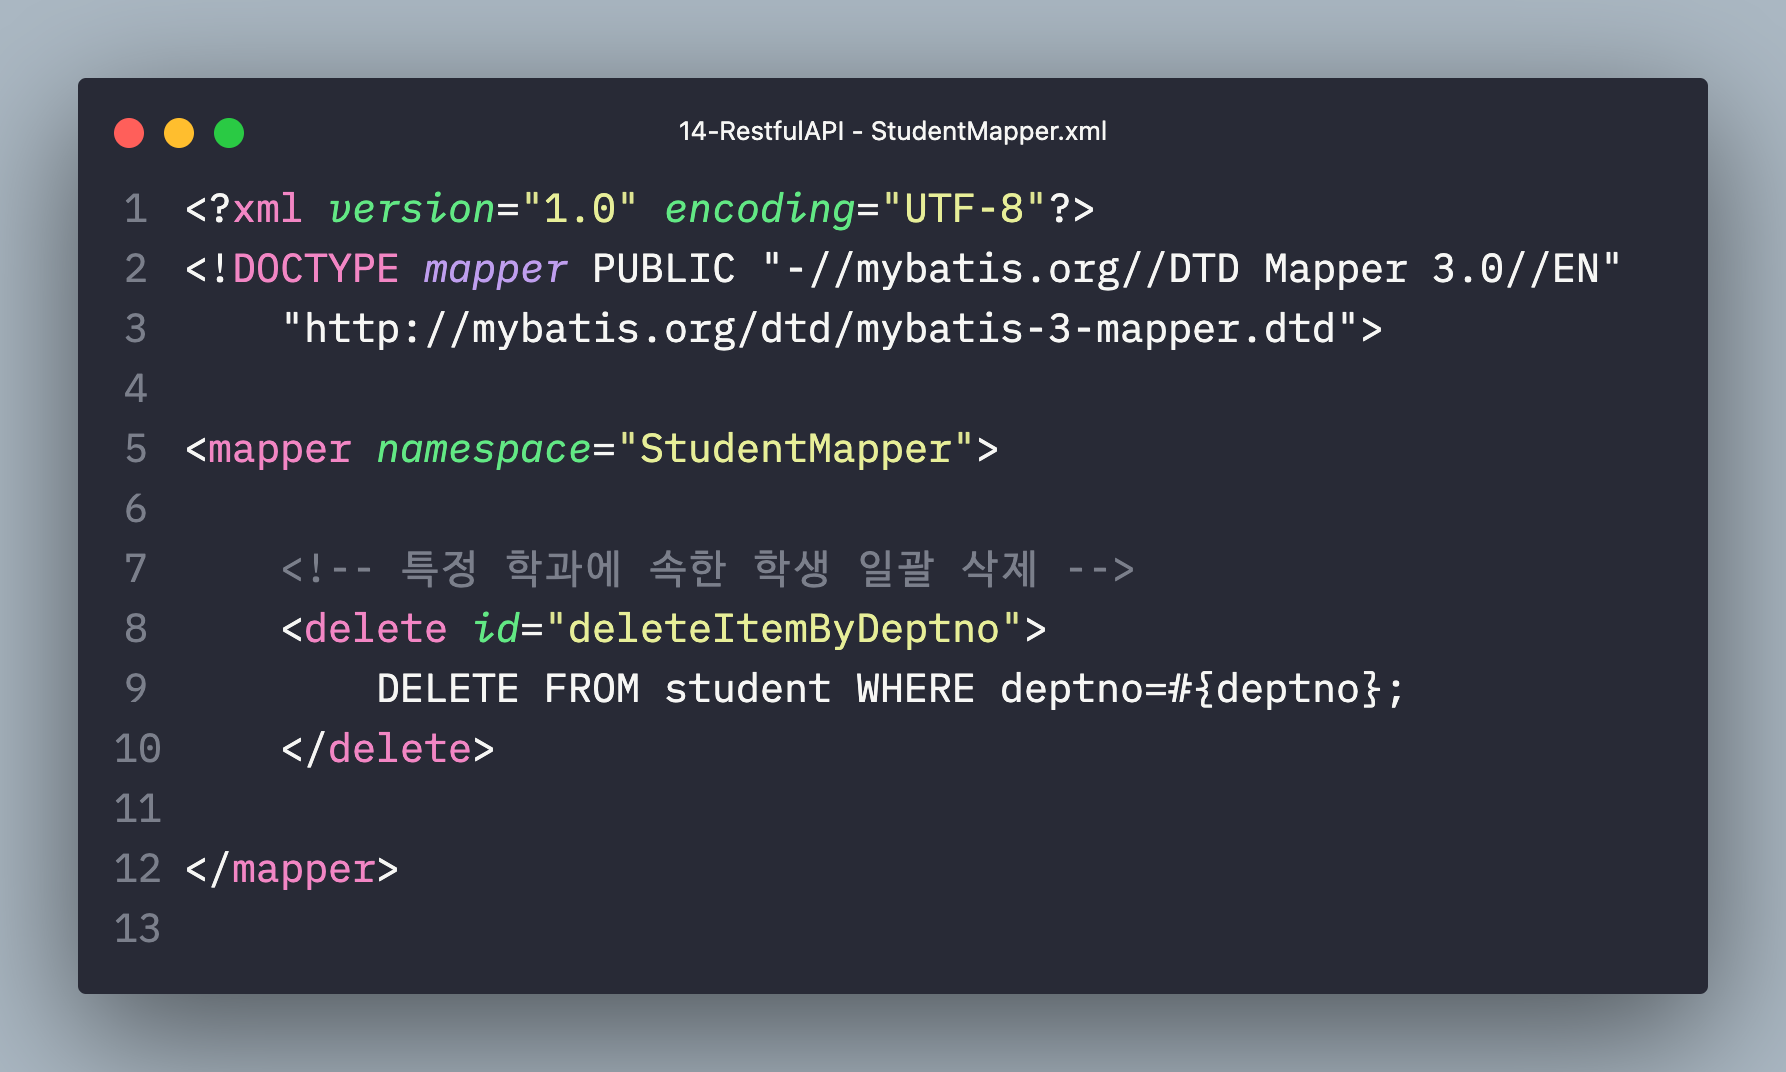 14-RestfulAPI - StudentMapper.xml
1 <?xml version="1.0" encoding="UTF-8"?>
2 <!DOCTYPE mapper PUBLIC "-//mybatis.org//DTD Mapper 3.0//EN"
3     "http://mybatis.org/dtd/mybatis-3-mapper.dtd">
4
5 <mapper namespace="StudentMapper">
6
7     <!-- 특정 학과에 속한 학생 일괄 삭제 -->
8     <delete id="deleteItemByDeptno">
9         DELETE FROM student WHERE deptno=#{deptno};
10     </delete>
11
12 </mapper>
13